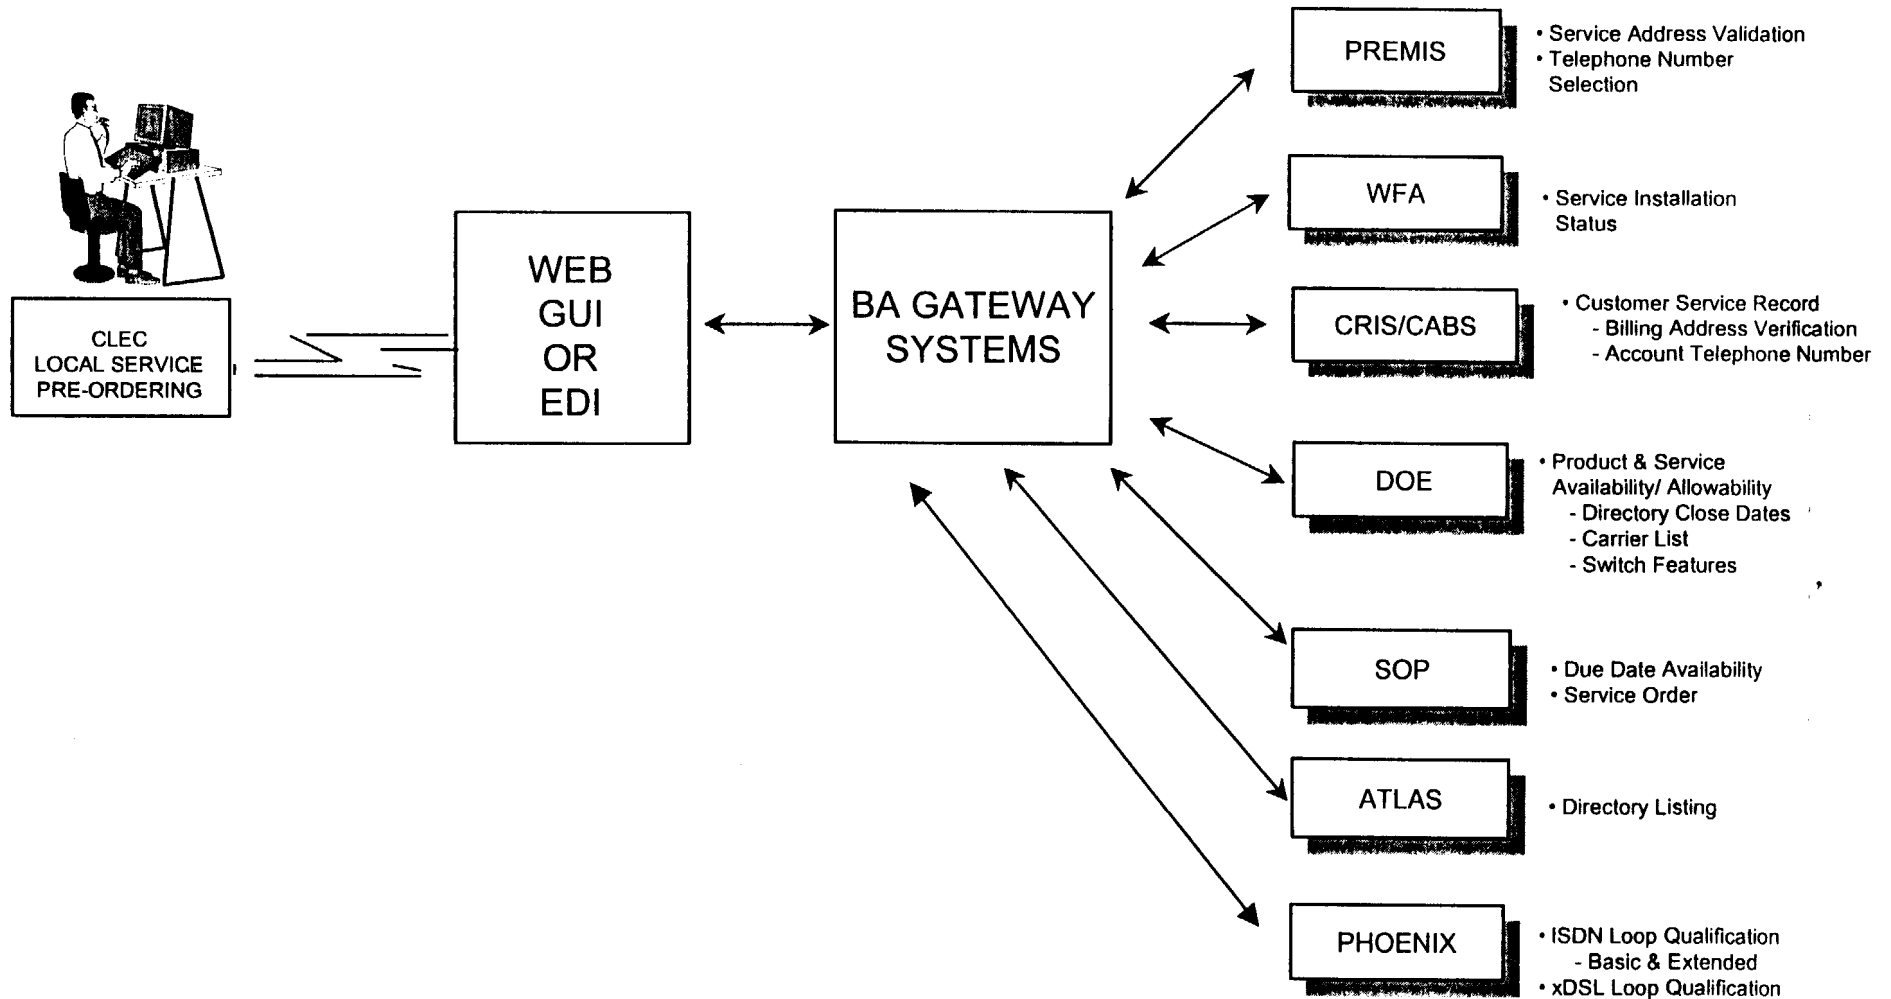 CLEC
LOCAL SERVICE
PRE-ORDERING
WEB
GUI
OR
EDI
BA GATEWAY
SYSTEMS
PREMIS
• Service Address Validation
• Telephone Number
Selection
WFA
• Service Installation
Status
CRIS/CABS
• Customer Service Record
- Billing Address Verification
- Account Telephone Number
DOE
• Product & Service
Availability/ Allowability
- Directory Close Dates
- Carrier List
- Switch Features
SOP
• Due Date Availability
• Service Order
ATLAS
• Directory Listing
PHOENIX
• ISDN Loop Qualification
- Basic & Extended
• xDSL Loop Qualification